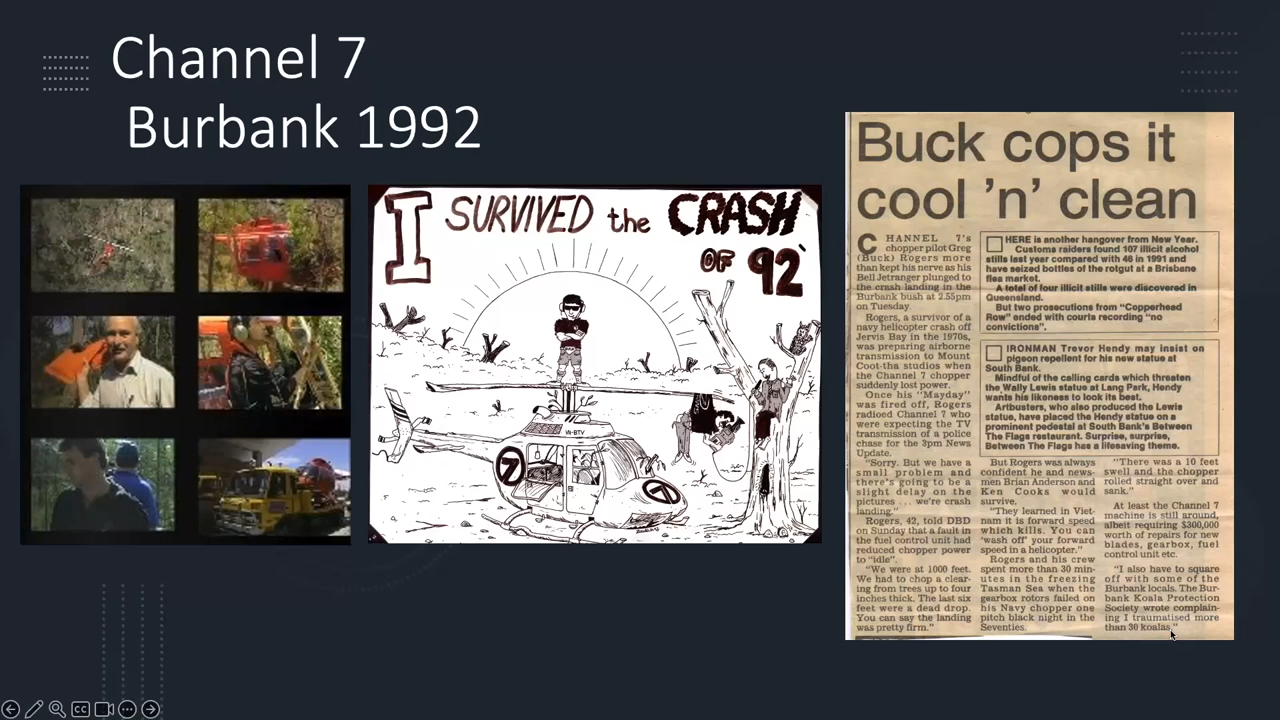 Channel 7
Burbank 1992
I SURVIVED the CRASH
OF 92`
VH-BTV
7
7
Buck cops it
cool 'n' clean
CHANNEL 7's
chopper pilot Greg
(Buck) Rogers more
than kept his nerve as his
Bell Jetranger plunged to
the crash landing in the
Burbank bush at 2.55pm
on Tuesday.
Rogers, a survivor of a
navy helicopter crash off
Jervis Bay in the 1970s,
was preparing airborne
transmission to Mount
Coot-tha studios when
the Channel 7 chopper
suddenly lost power.
Once his "Mayday"
was fired off, Rogers
radioed Channel 7 who
were expecting the TV
transmission of a police
chase for the 3pm News
Update.
"Sorry. But we have a
small problem and
there's going to be a
slight delay on the
pictures . . . we're crash
landing."
Rogers, 42, told DBD
on Sunday that a fault in
the fuel control unit had
reduced chopper power
to "idle".
"We were at 1000 feet.
We had to chop a clear-
ing from trees up to four
inches thick. The last six
feet were a dead drop.
You can say the landing
was pretty firm."
HERE is another hangover from New Year.
Customs raiders found 107 illicit alcohol
stills last year compared with 46 in 1991 and
have seized bottles of the rotgut at a Brisbane
flea market.
A total of four illicit stills were discovered in
Queensland.
But two prosecutions from "Copperhead
Row" ended with courts recording "no
convictions".
IRONMAN Trevor Hendy may insist on
pigeon repellent for his new statue at
South Bank.
Mindful of the calling cards which threaten
the Wally Lewis statue at Lang Park, Hendy
wants his likeness to look its best.
Artbusters, who also produced the Lewis
statue, have placed the Hendy statue on a
prominent pedestal at South Bank's Between
The Flags restaurant. Surprise, surprise,
Between The Flags has a lifesaving theme.
But Rogers was always
confident he and news-
men Brian Anderson and
Ken Cooks would
survive.
"They learned in Viet-
nam it is forward speed
which kills. You can
'wash off' your forward
speed in a helicopter."
Rogers and his crew
spent more than 30 min-
utes in the freezing
Tasman Sea when the
gearbox rotors failed on
his Navy chopper one
pitch black night in the
Seventies.
"There was a 10 feet
swell and the chopper
rolled straight over and
sank."
At least the Channel 7
machine is still around,
albeit requiring $300,000
worth of repairs for new
blades, gearbox, fuel
control unit etc.
"I also have to square
off with some of the
Burbank locals. The Bur-
bank Koala Protection
Society wrote complain-
ing I traumatised more
than 30 koalas."
CC